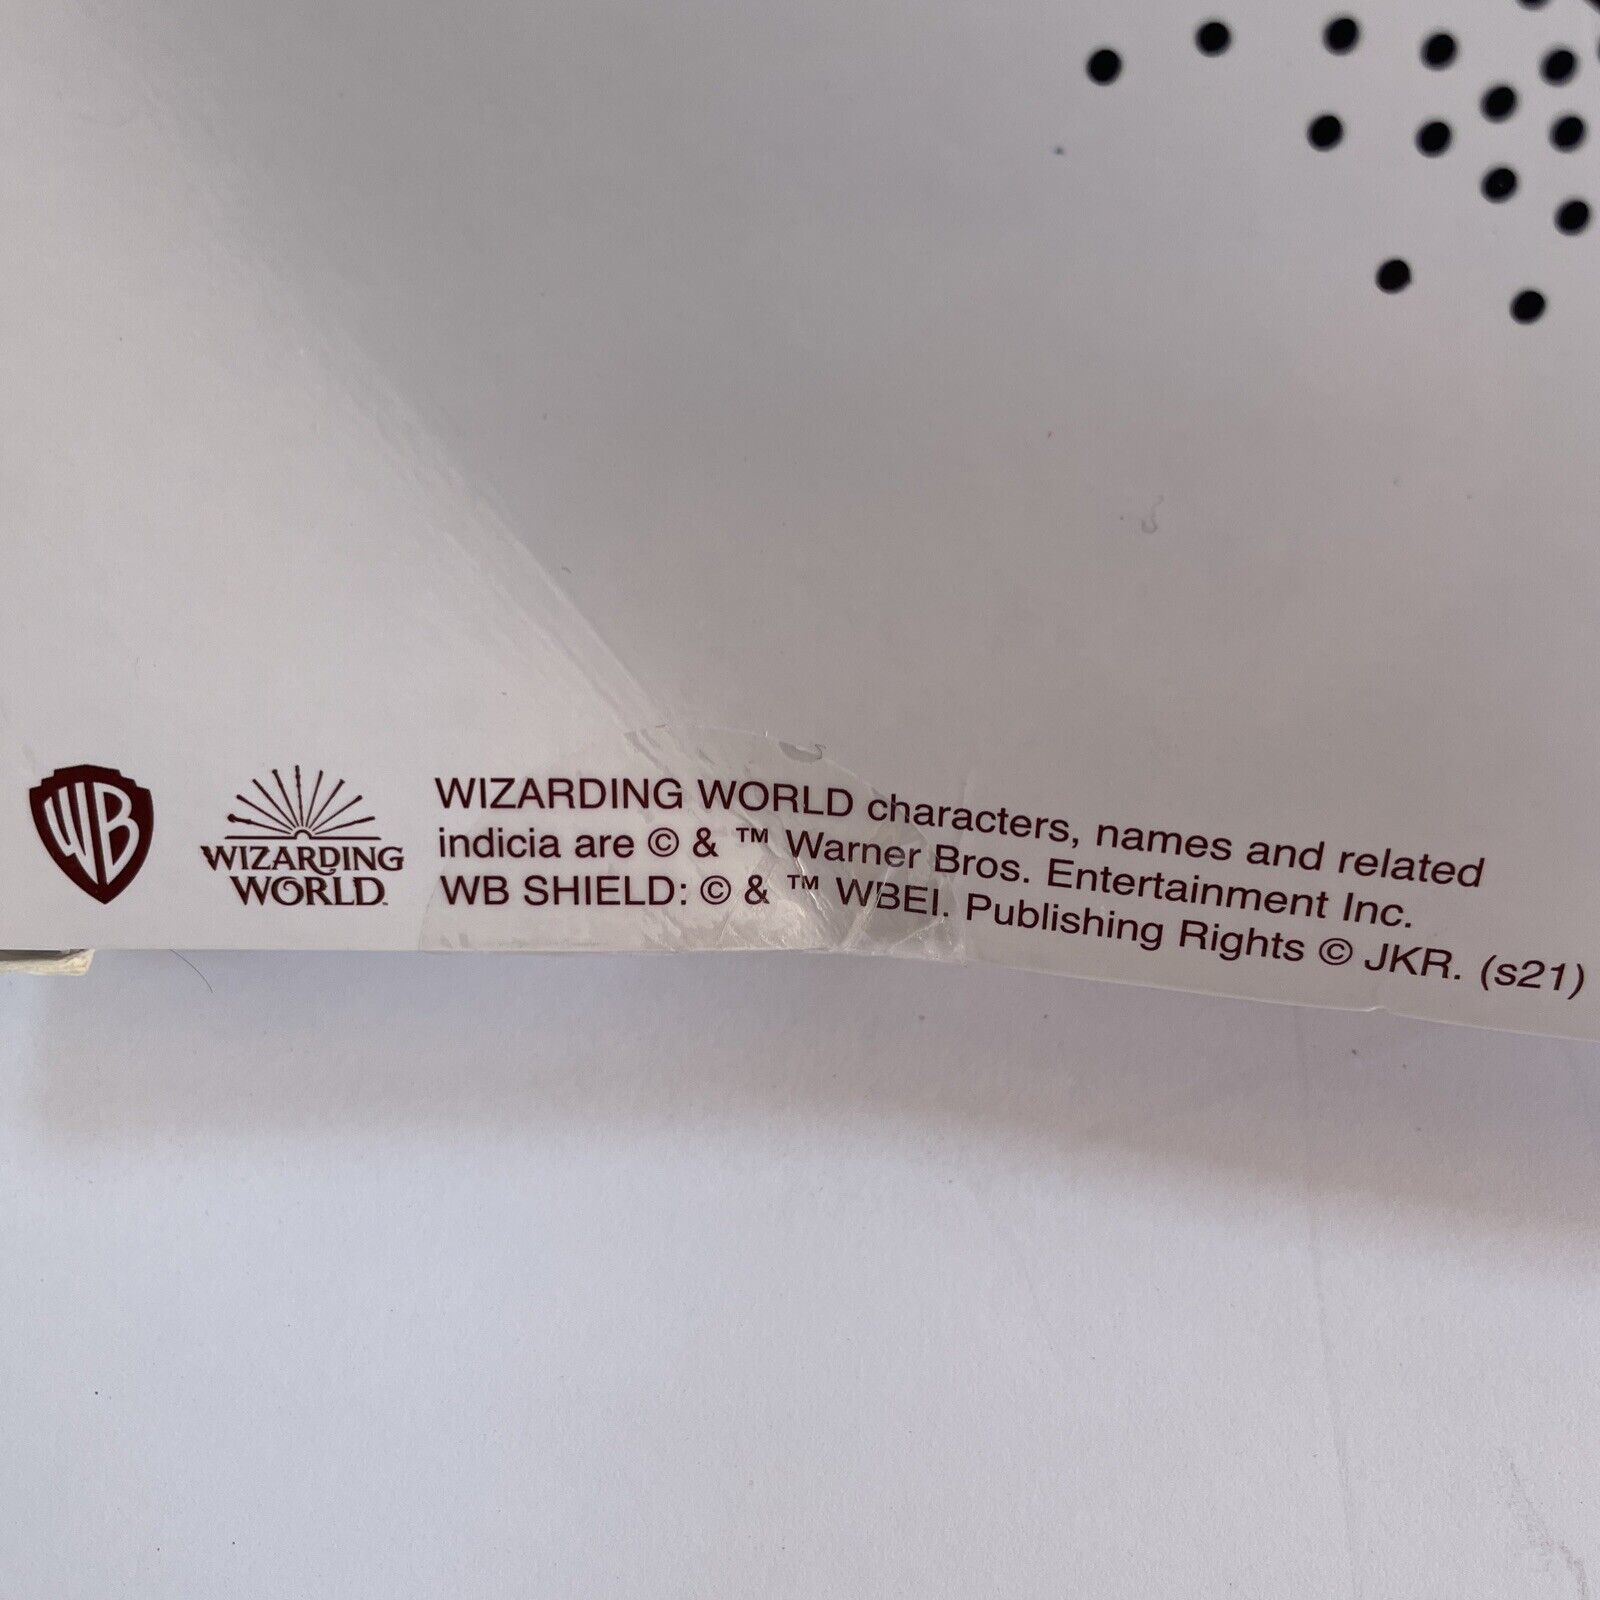 WB
WIZARDING
WORLD™
WIZARDING WORLD characters, names and related
indicia are © & ™ Warner Bros. Entertainment Inc.
WB SHIELD: © & ™ WBEI. Publishing Rights © JKR. (s21)